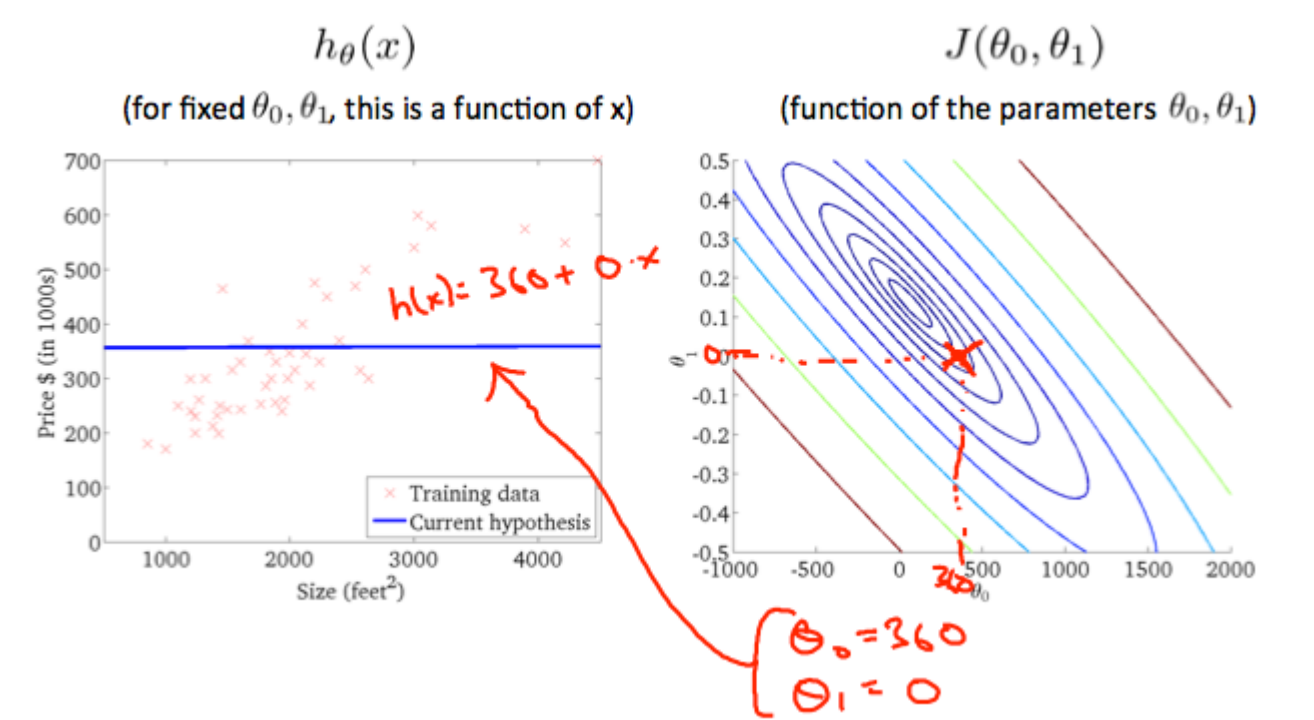 hθ(x)
(for fixed θ₀, θ₁, this is a function of x)
700
600
500
400
300
200
100
0
Price $ (in 1000s)
1000
2000
3000
4000
Size (feet²)
h(x) = 360 + 0·x
Training data
Current hypothesis
J(θ₀, θ₁)
(function of the parameters θ₀, θ₁)
0.5
0.4
0.3
0.2
0.1
0
0
-0.1
-0.2
-0.3
-0.4
-0.5
θ₁
-1000
-500
0
500
1000
1500
2000
360
θ₀
θ₀ = 360
θ₁ = 0